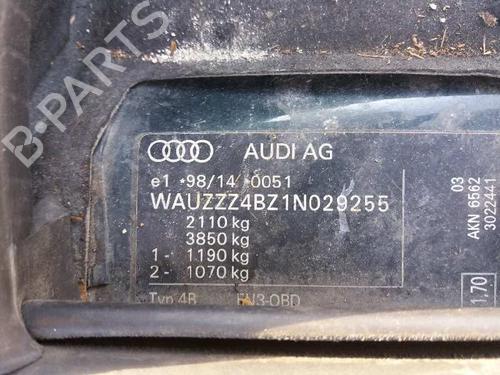 B-PARTS
AUDI AG
e1 *98/14 *0051
WAUZZZ4BZ1N029255
2110 kg
3850 kg
1- 1190 kg
2- 1070 kg
Typ 4B EN3-OBD
03
AKN 6562
3022441
1.70